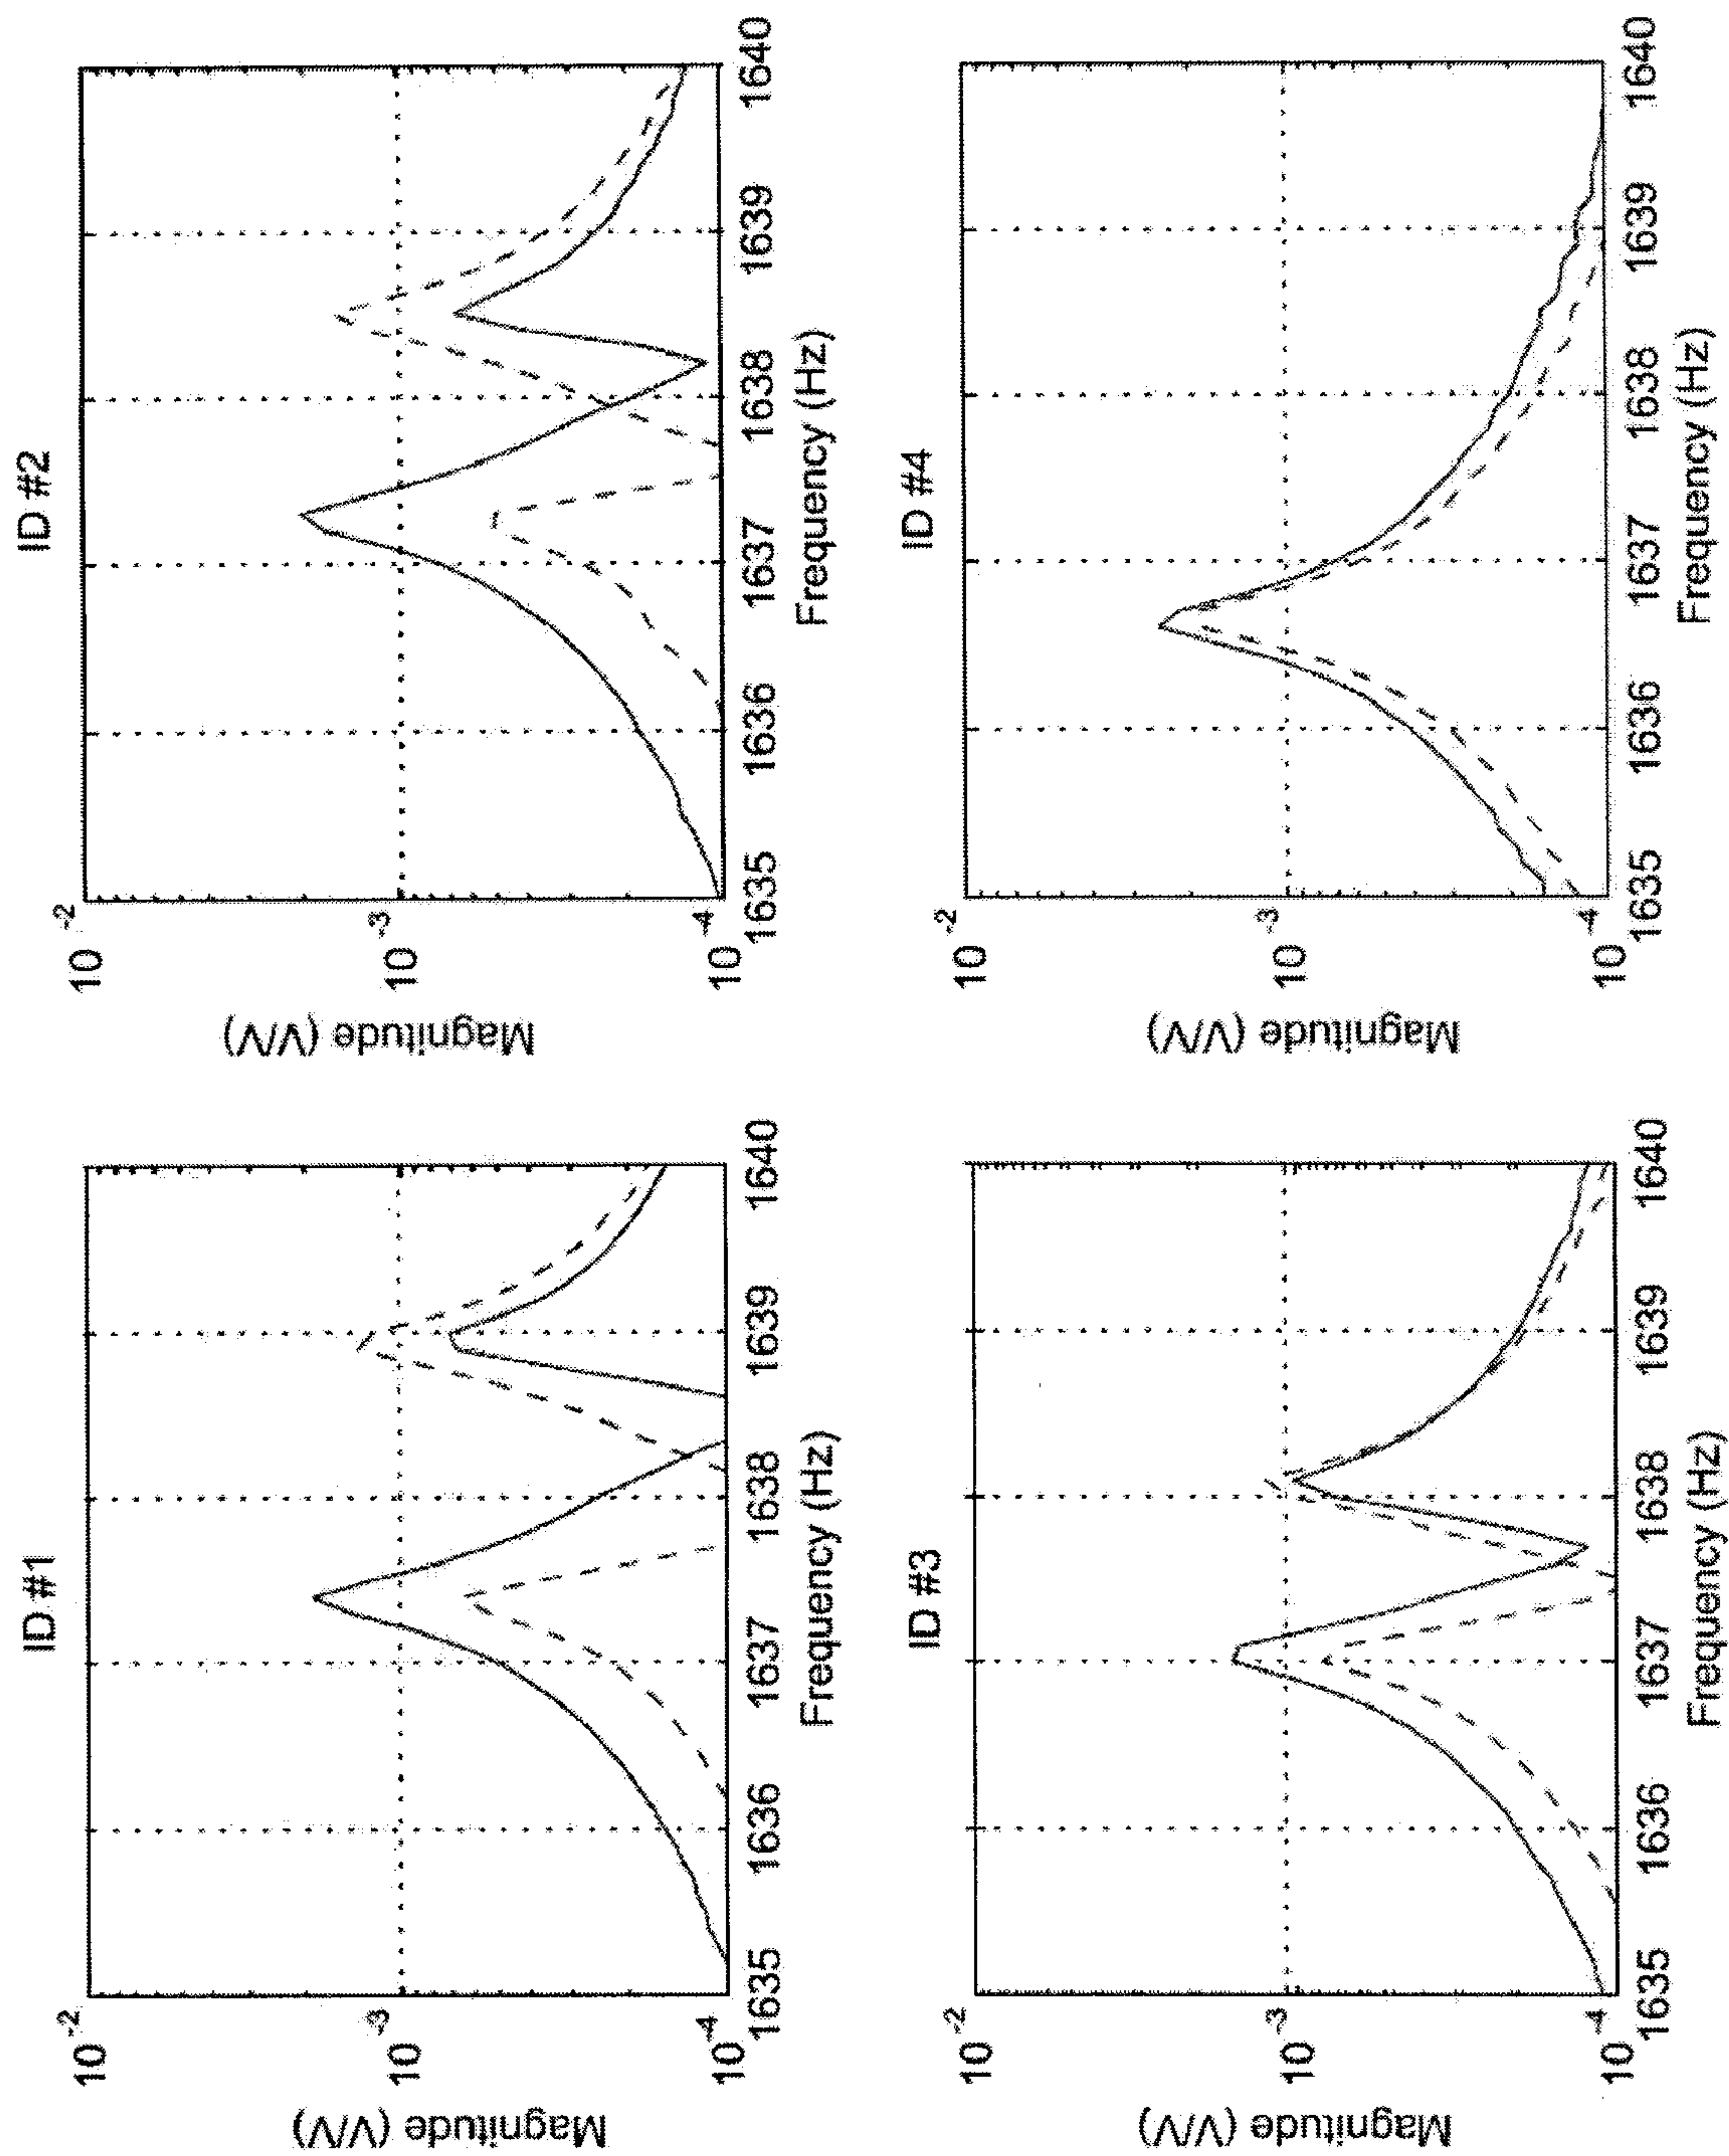 ID #1
10 -2
10 -3
10 -4
Magnitude (V/V)
1635 1636 1637 1638 1639 1640
Frequency (Hz)
ID #2
10 -2
10 -3
10 -4
Magnitude (V/V)
1635 1636 1637 1638 1639 1640
Frequency (Hz)
ID #3
10 -2
10 -3
10 -4
Magnitude (V/V)
1635 1636 1637 1638 1639 1640
Frequency (Hz)
ID #4
10 -2
10 -3
10 -4
Magnitude (V/V)
1635 1636 1637 1638 1639 1640
Frequency (Hz)